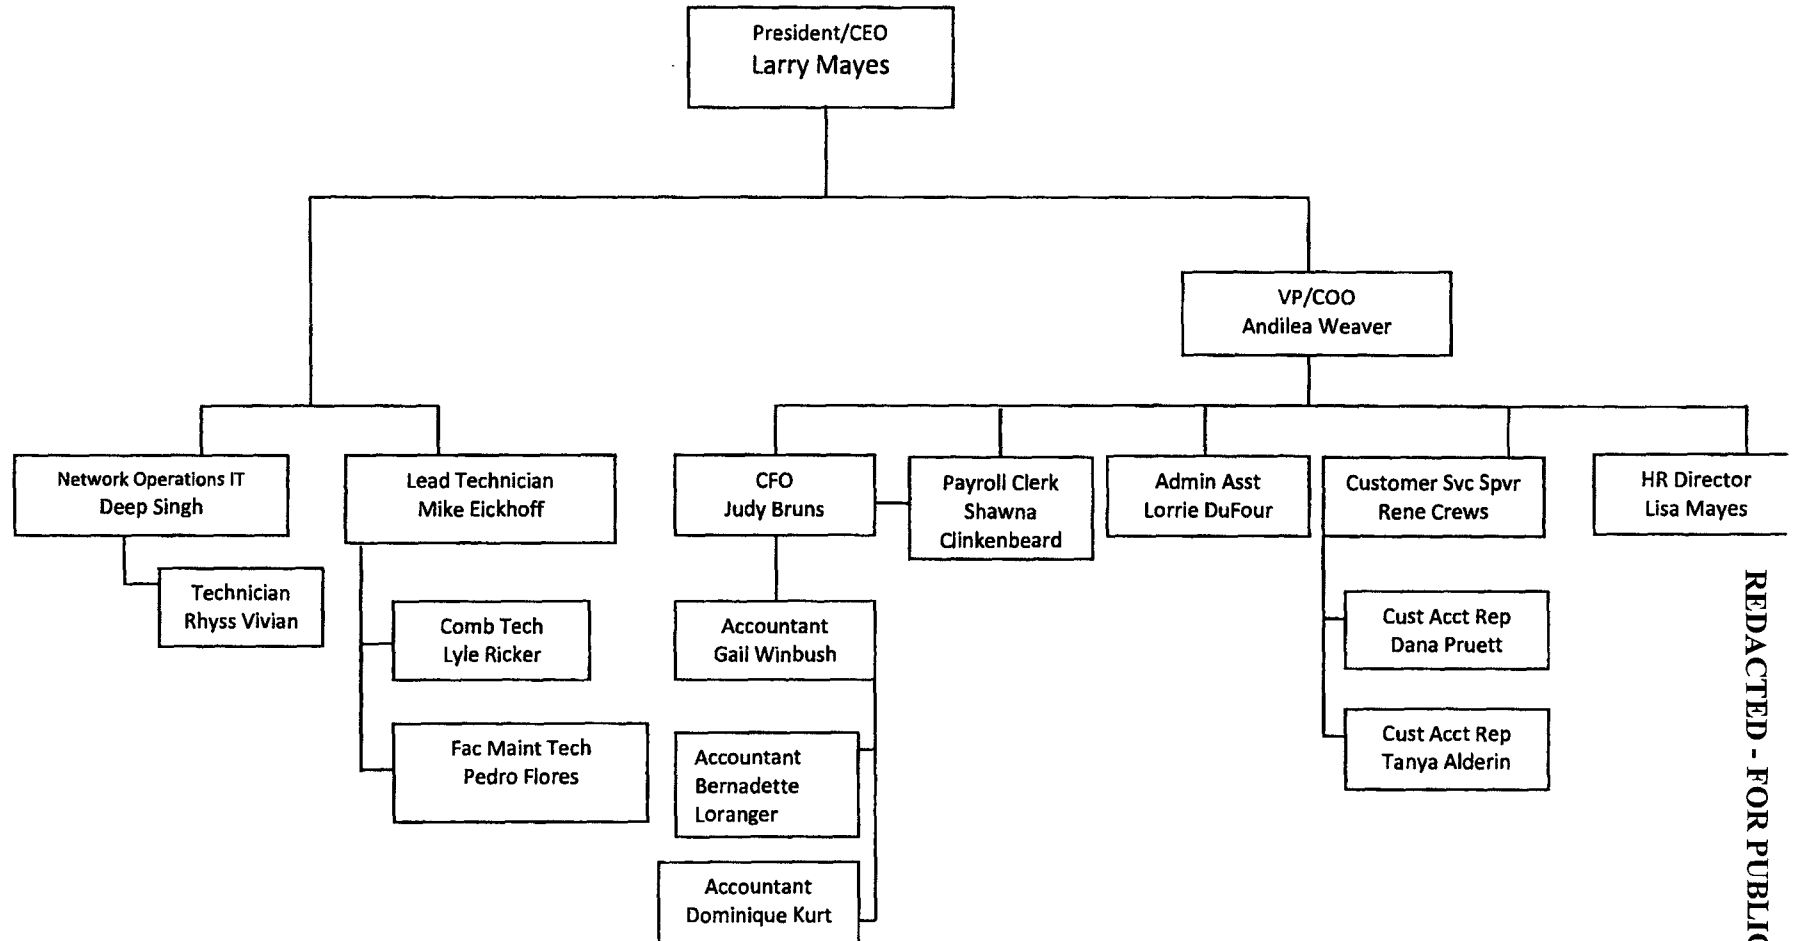 President/CEO
Larry Mayes
VP/COO
Andilea Weaver
Network Operations IT
Deep Singh
Lead Technician
Mike Eickhoff
CFO
Judy Bruns
Payroll Clerk
Shawna
Clinkenbeard
Admin Asst
Lorrie DuFour
Customer Svc Spvr
Rene Crews
HR Director
Lisa Mayes
Technician
Rhyss Vivian
Comb Tech
Lyle Ricker
Accountant
Gail Winbush
Cust Acct Rep
Dana Pruett
Fac Maint Tech
Pedro Flores
Accountant
Bernadette
Loranger
Cust Acct Rep
Tanya Alderin
Accountant
Dominique Kurt
REDACTED - FOR PUBLIC